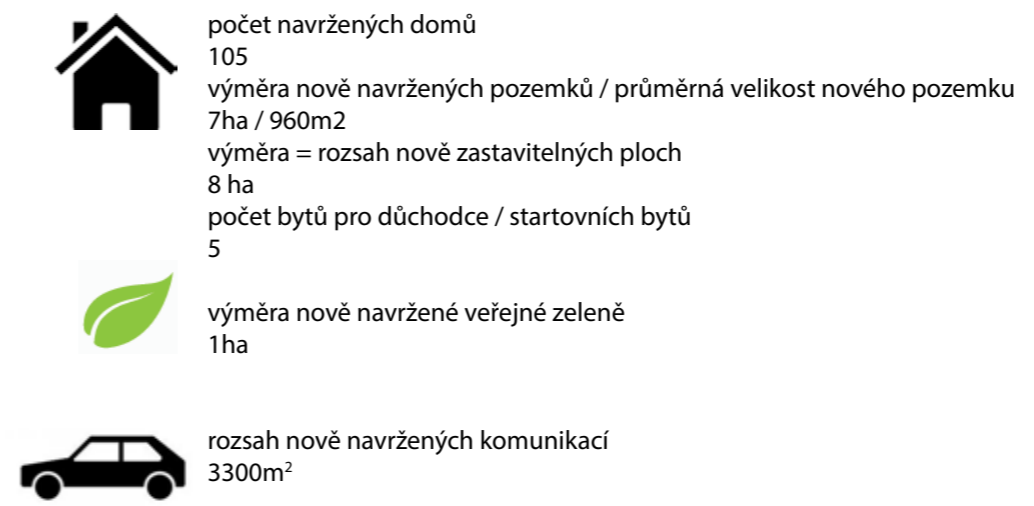 počet navržených domů
105
výměra nově navržených pozemků / průměrná velikost nového pozemku
7ha / 960m2
výměra = rozsah nově zastavitelných ploch
8 ha
počet bytů pro důchodce / startovních bytů
5
výměra nově navržené veřejné zeleně
1ha
rozsah nově navržených komunikací
3300m²